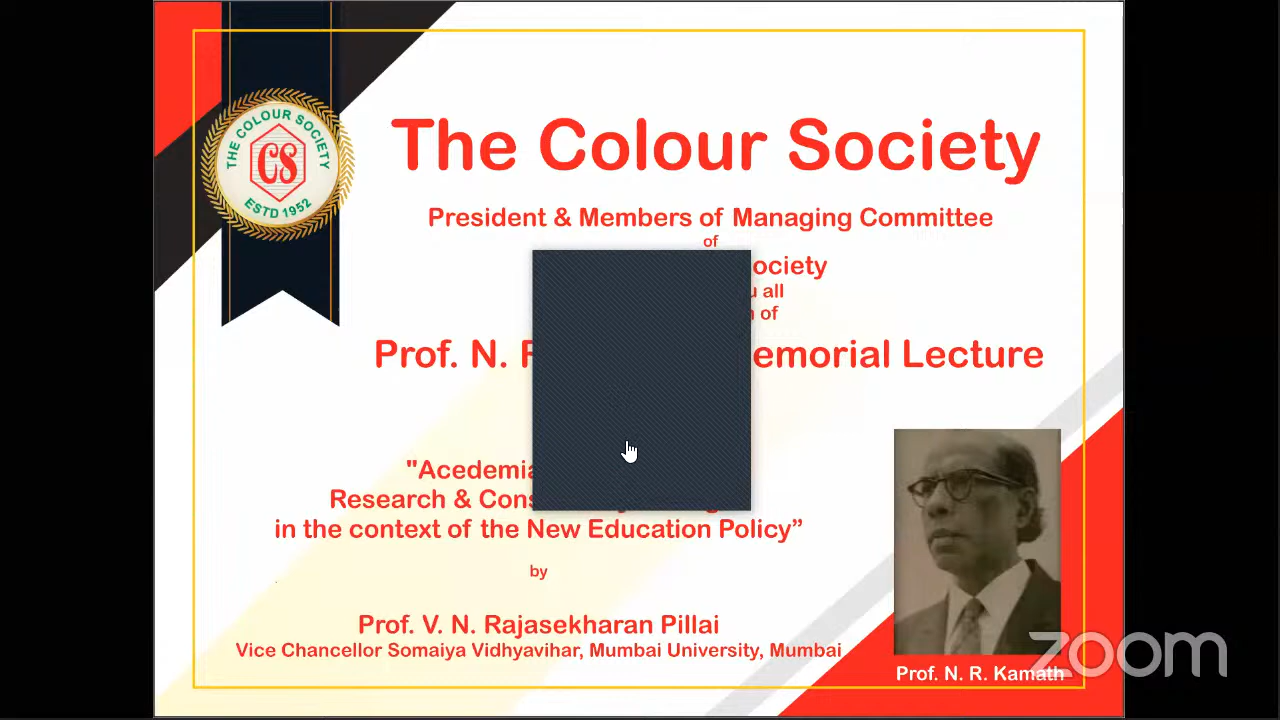 THE COLOUR SOCIETY
CS
ESTD 1952
The Colour Society
President & Members of Managing Committee
of
ociety
u all
of
Prof. N. R emorial Lecture
"Acedemia
Research & Cons
in the context of the New Education Policy”
by
Prof. V. N. Rajasekharan Pillai
Vice Chancellor Somaiya Vidhyavihar, Mumbai University, Mumbai
Prof. N. R. Kamath
zoom